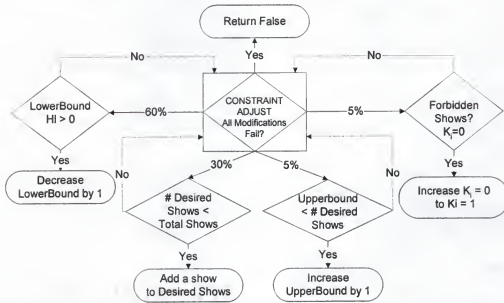 Return False
No
Yes
No
LowerBound
Hi > 0
60%
CONSTRAINT
ADJUST
All Modifications
Fail?
5%
Forbidden
Shows?
Ki=0
Yes
No
30%
5%
No
Yes
Decrease
LowerBound by 1
# Desired
Shows <
Total Shows
Upperbound
< # Desired
Shows
Increase Ki = 0
to Ki = 1
Yes
Yes
Add a show
to Desired Shows
Increase
UpperBound by 1